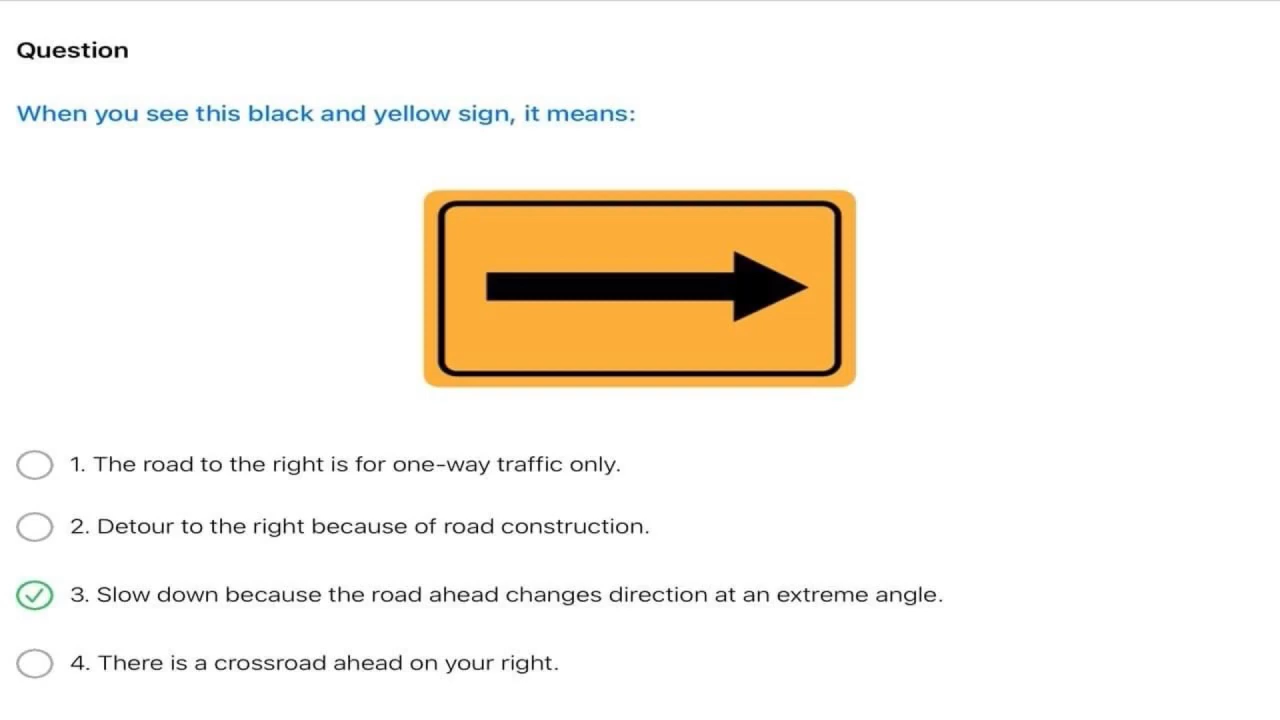 Question
When you see this black and yellow sign, it means:
1. The road to the right is for one-way traffic only.
2. Detour to the right because of road construction.
3. Slow down because the road ahead changes direction at an extreme angle.
4. There is a crossroad ahead on your right.